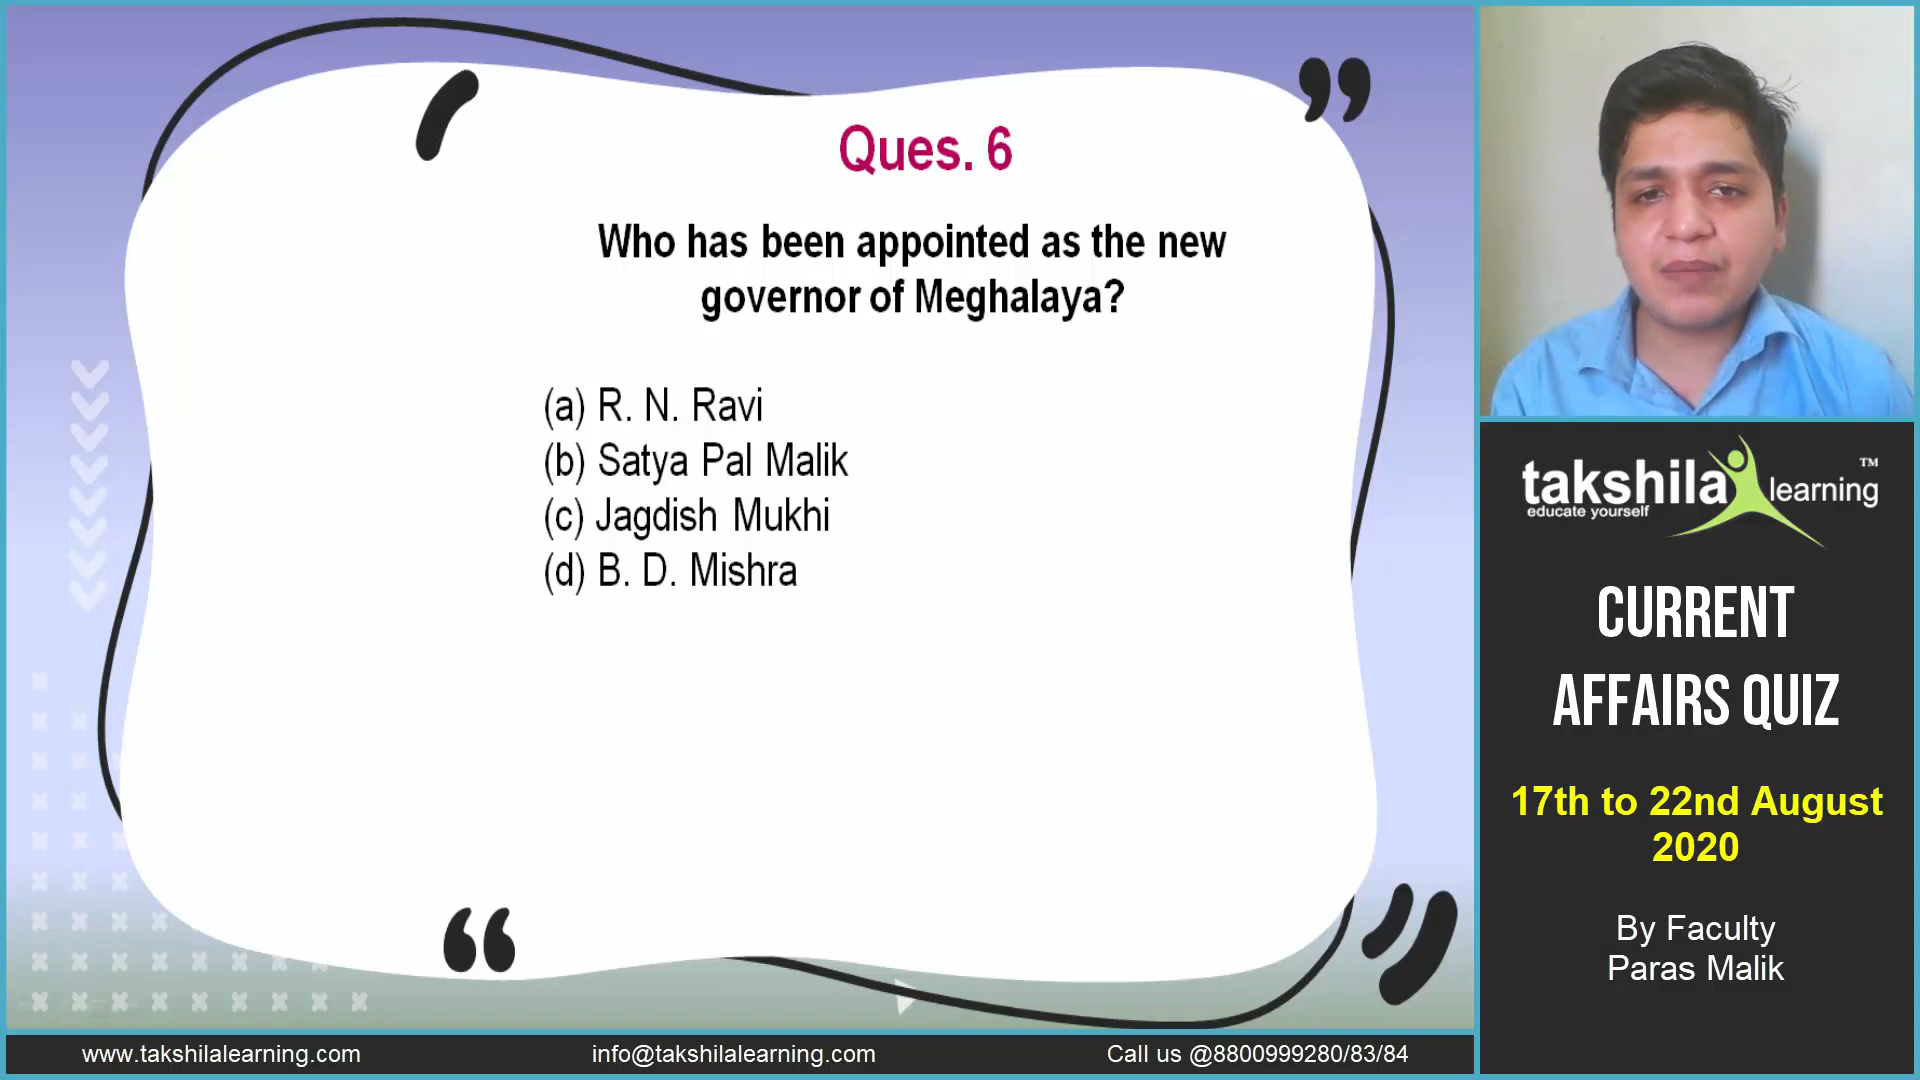 Ques. 6
Who has been appointed as the new
governor of Meghalaya?
(a) R. N. Ravi
(b) Satya Pal Malik
(c) Jagdish Mukhi
(d) B. D. Mishra
takshila learning TM
educate yourself
CURRENT
AFFAIRS QUIZ
17th to 22nd August
2020
By Faculty
Paras Malik
www.takshilalearning.com info@takshilalearning.com Call us @8800999280/83/84